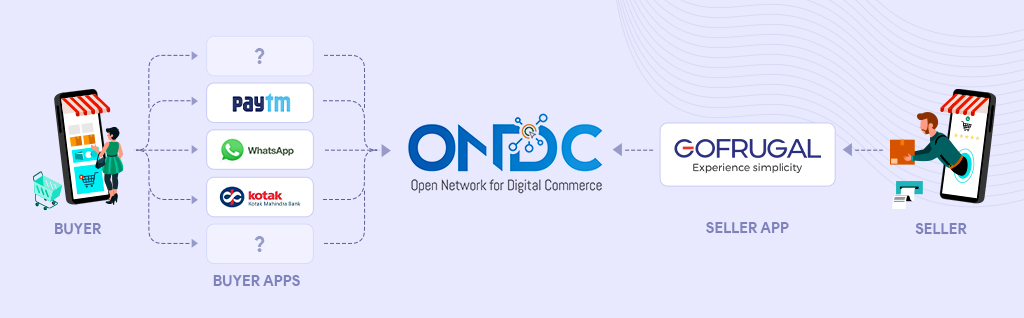 ?
paytm
WhatsApp
kotak
Kotak Mahindra Bank
?
BUYER
BUYER APPS
ONDC
Open Network for Digital Commerce
GOFRUGAL
Experience simplicity
SELLER APP
SELLER